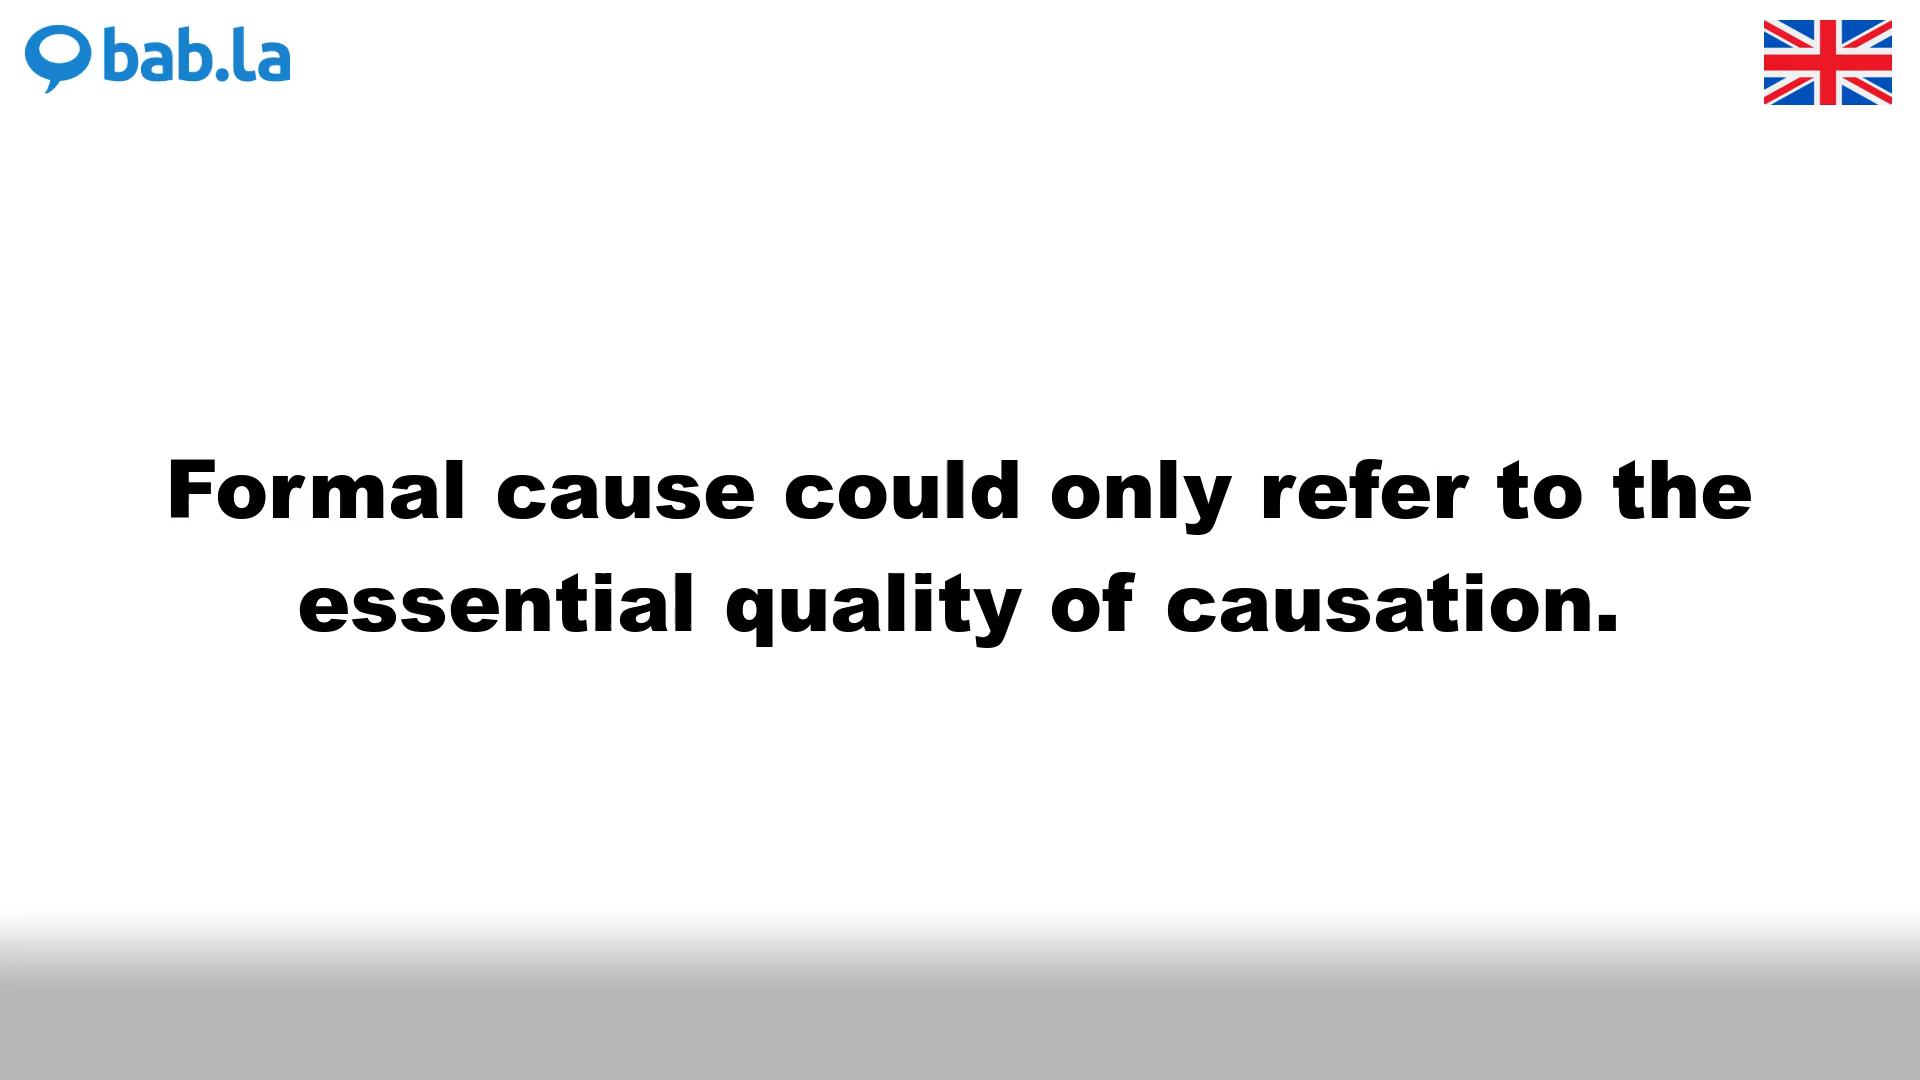 bab.la
Formal cause could only refer to the
essential quality of causation.